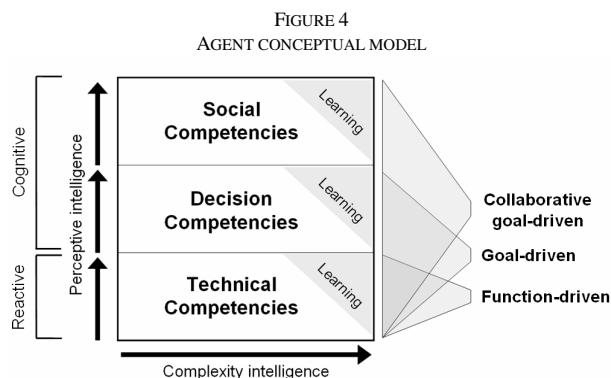 FIGURE 4
AGENT CONCEPTUAL MODEL
Cognitive
Reactive
Perceptive intelligence
Social
Competencies
Learning
Decision
Competencies
Learning
Technical
Competencies
Learning
Collaborative
goal-driven
Goal-driven
Function-driven
Complexity intelligence